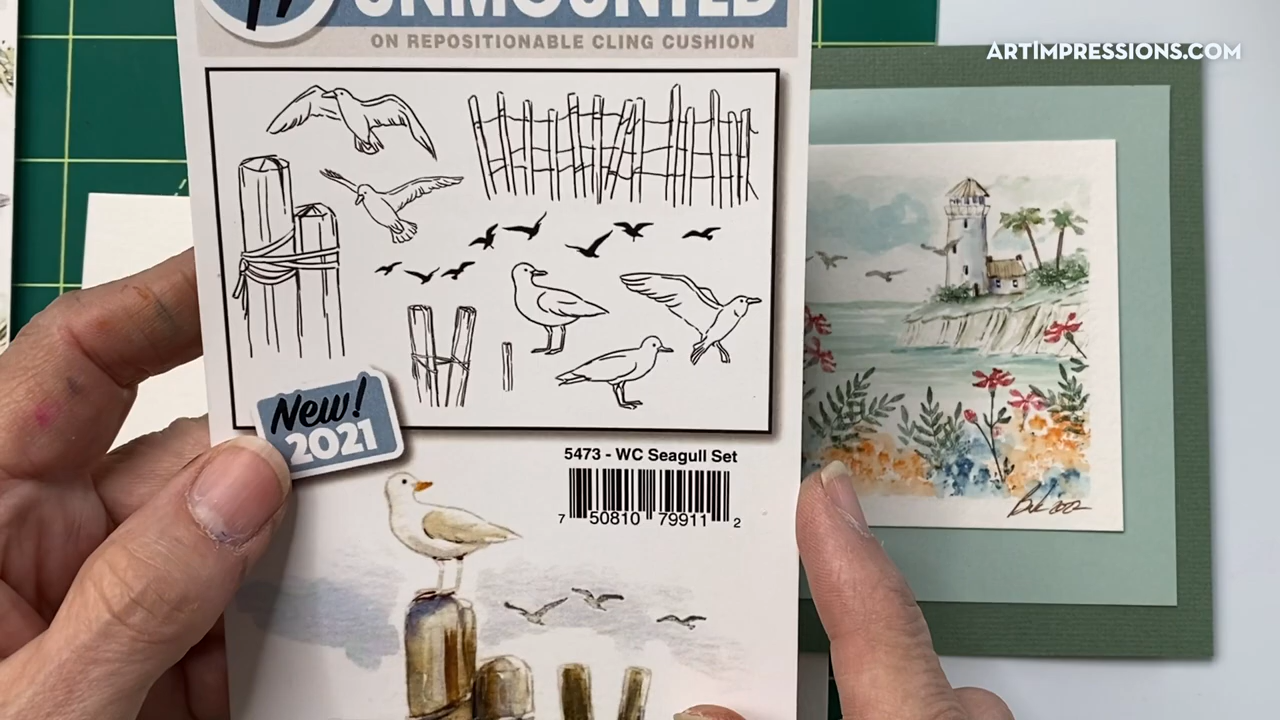 UNMOUNTED
ON REPOSITIONABLE CLING CUSHION
ARTIMPRESSIONS.COM
New!
2021
5473 - WC Seagull Set
7 50810 79911 2